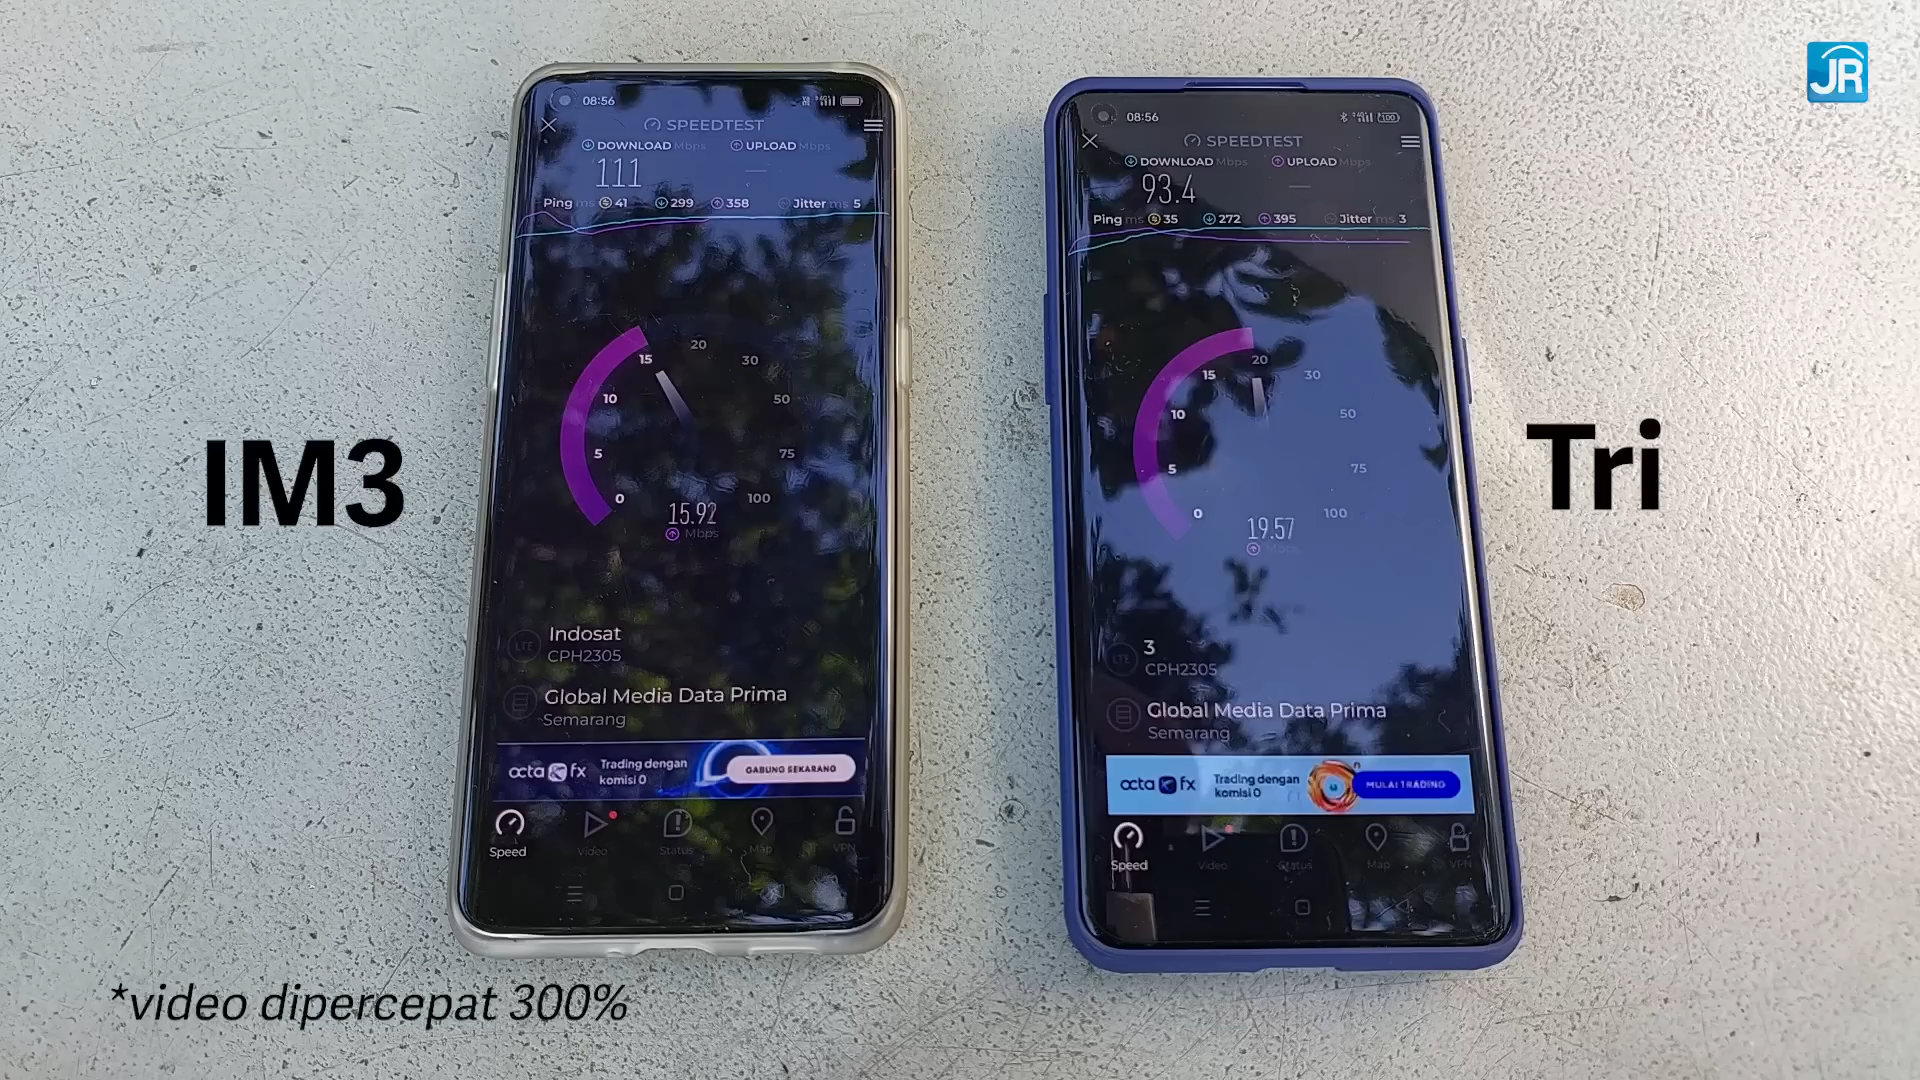 JR
IM3
08:56
SPEEDTEST
DOWNLOAD Mbps UPLOAD Mbps
111 —
Ping ms 41 299 358 Jitter ms 5
20
15 30
10 50
5 75
0 100
15.92
Mbps
LTE Indosat
CPH2305
Global Media Data Prima
Semarang
octa fx Trading dengan komisi 0 GABUNG SEKARANG
Speed Video Status Map VPN
Tri
08:56
100
SPEEDTEST
DOWNLOAD Mbps UPLOAD Mbps
93.4 —
Ping ms 35 272 395 Jitter ms 3
20
15 30
10 50
5 75
0 100
19.57
Mbps
LTE 3
CPH2305
Global Media Data Prima
Semarang
octa fx Trading dengan komisi 0 MULAI TRADING
Speed Video Status Map VPN
*video dipercepat 300%